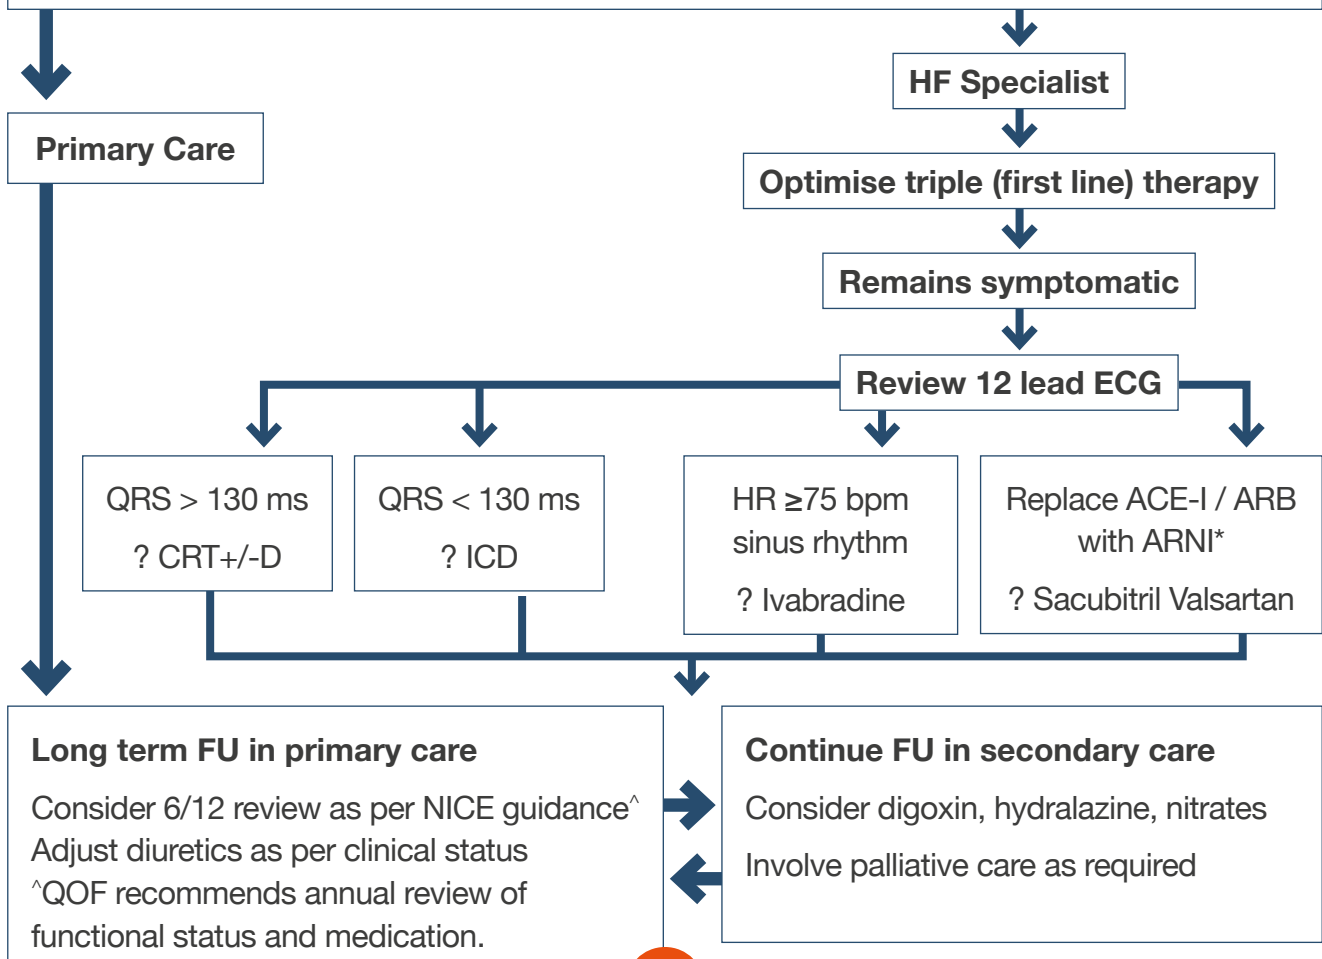 HF Specialist
Primary Care
Optimise triple (first line) therapy
Remains symptomatic
Review 12 lead ECG
QRS > 130 ms
? CRT+/-D
QRS < 130 ms
? ICD
HR ≥75 bpm
sinus rhythm
? Ivabradine
Replace ACE-I / ARB
with ARNI*
? Sacubitril Valsartan
Long term FU in primary care
Consider 6/12 review as per NICE guidance^
Adjust diuretics as per clinical status
^QOF recommends annual review of
functional status and medication.
Continue FU in secondary care
Consider digoxin, hydralazine, nitrates
Involve palliative care as required